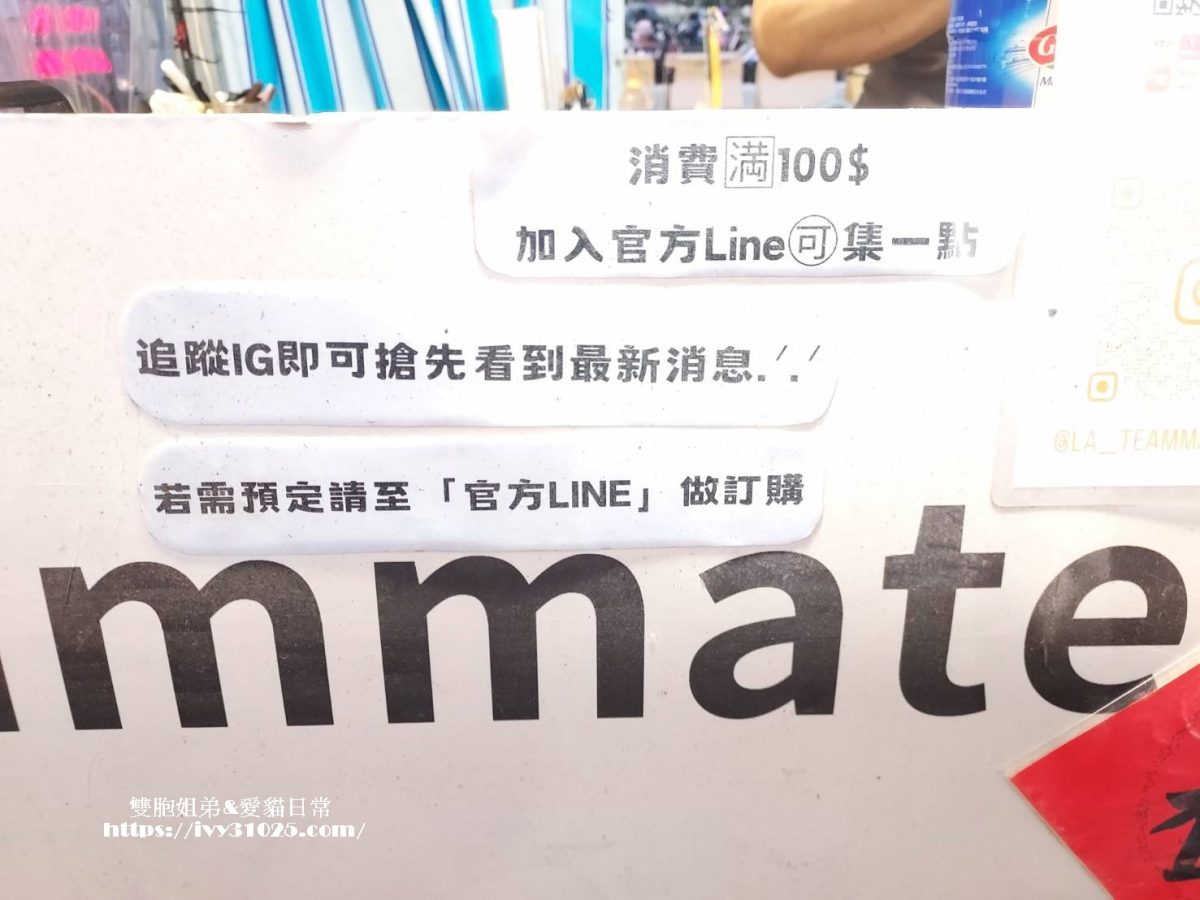 消費満100$
加入官方Line可集一點
追蹤IG即可搶先看到最新消息.ᐟ.ᐟ
若需預定請至「官方LINE」做訂購
@LA_TEAMM
mmate
雙胞姐弟&愛貓日常
https://ivy31025.com/